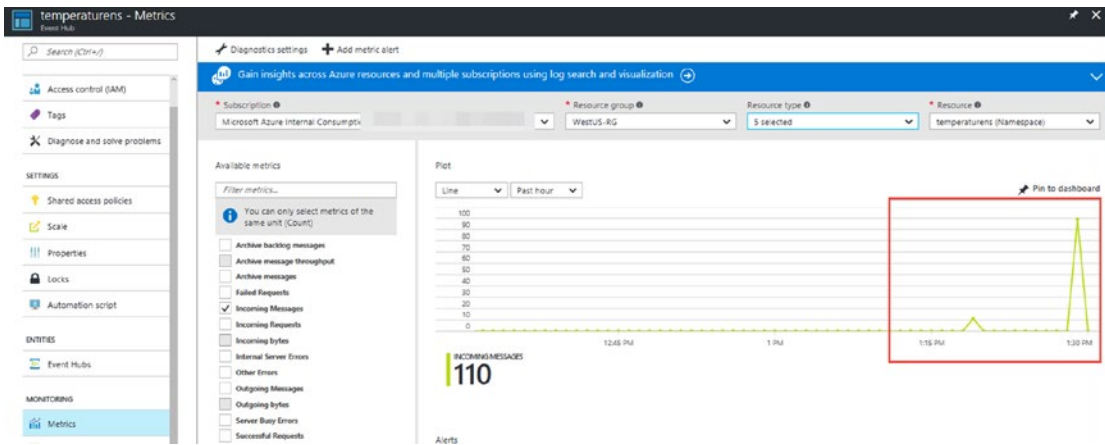 temperaturens - Metrics
Event Hub
Search (Ctrl+/)
Access control (IAM)
Tags
Diagnose and solve problems
SETTINGS
Shared access policies
Scale
Properties
Locks
Automation script
ENTITIES
Event Hubs
MONITORING
Metrics
Diagnostics settings Add metric alert
Gain insights across Azure resources and multiple subscriptions using log search and visualization
* Subscription * Resource group Resource type * Resource
Microsoft Azure Internal Consumptic WestUS-RG 5 selected temperaturens (Namespace)
Available metrics
Filter metrics...
You can only select metrics of the
same unit (Count)
Archive backlog messages
Archive message throughput
Archive messages
Failed Requests
Incoming Messages
Incoming Requests
Incoming bytes
Internal Server Errors
Other Errors
Outgoing Messages
Outgoing bytes
Server Busy Errors
Successful Requests
Plot
Line Past hour Pin to dashboard
100
90
80
70
60
50
40
30
20
10
0
12:45 PM 1 PM 1:15 PM 1:30 PM
INCOMING MESSAGES
110
Alerts